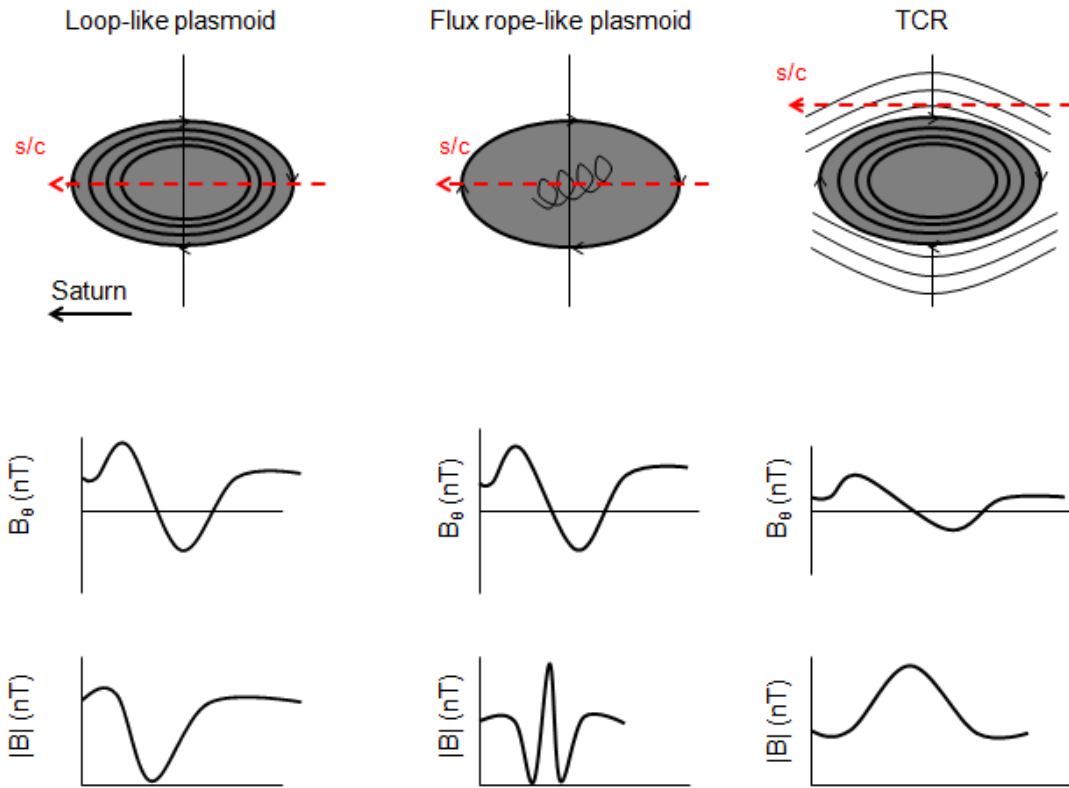 Loop-like plasmoid
Flux rope-like plasmoid
TCR
s/c
s/c
s/c
Saturn
Bθ (nT)
Bθ (nT)
Bθ (nT)
|B| (nT)
|B| (nT)
|B| (nT)